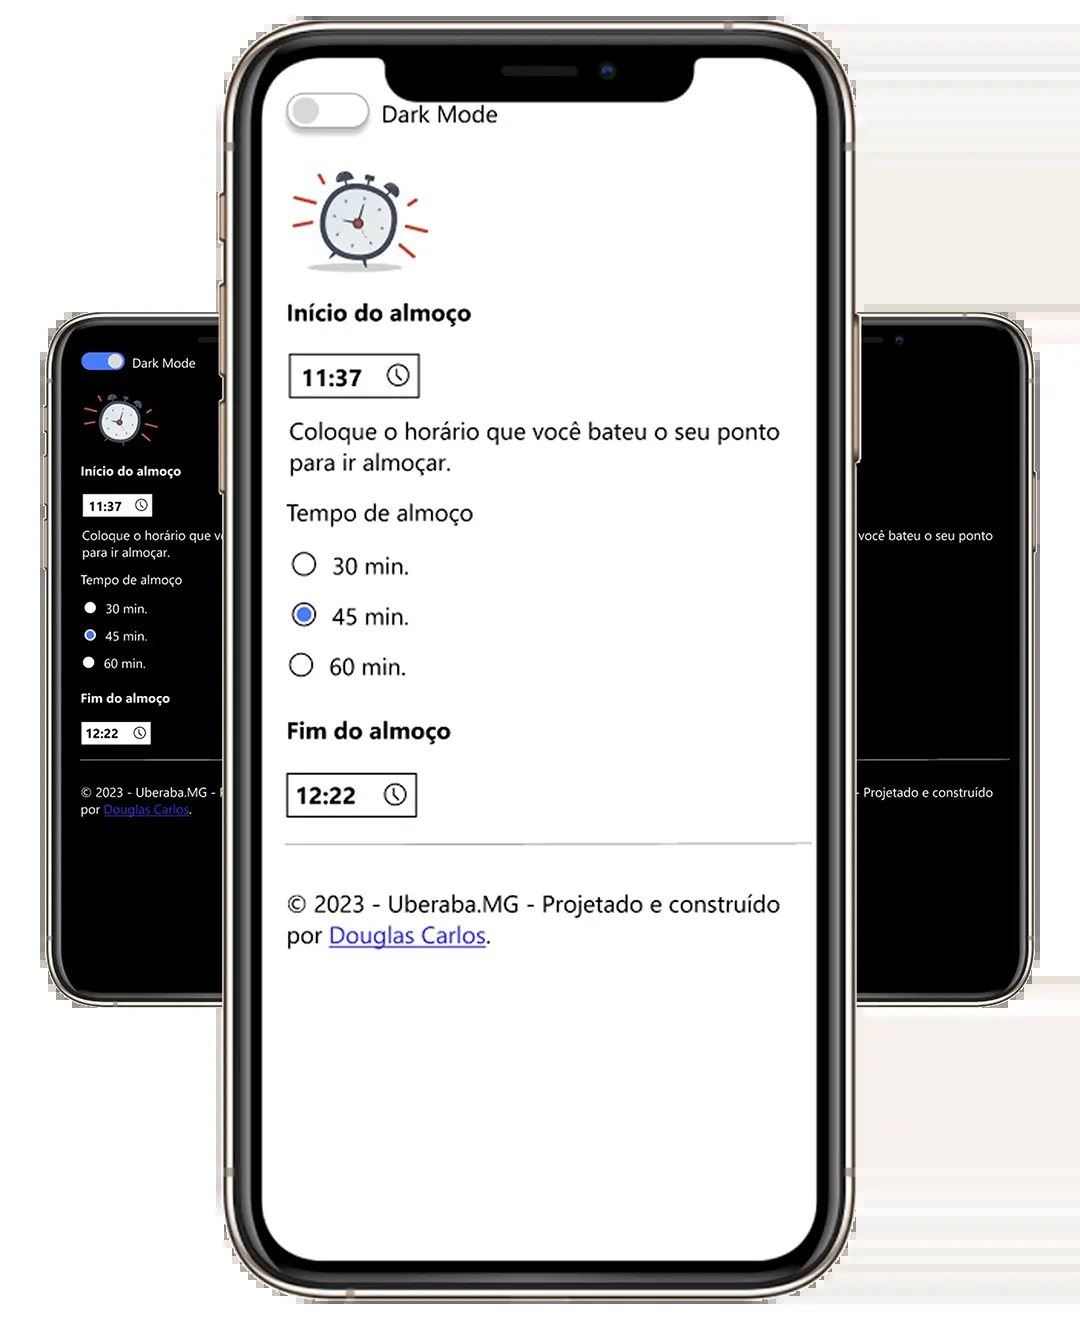 Dark Mode
Início do almoço
11:37
Coloque o horário que você bateu o seu ponto
para ir almoçar.
Tempo de almoço
30 min.
45 min.
60 min.
Fim do almoço
12:22
© 2023 - Uberaba.MG - Projetado e construído
por Douglas Carlos.
Dark Mode
Início do almoço
11:37
Coloque o horário que você bateu o seu ponto
para ir almoçar.
Tempo de almoço
30 min.
45 min.
60 min.
Fim do almoço
12:22
© 2023 - Uberaba.MG - Projetado e construído
por Douglas Carlos.